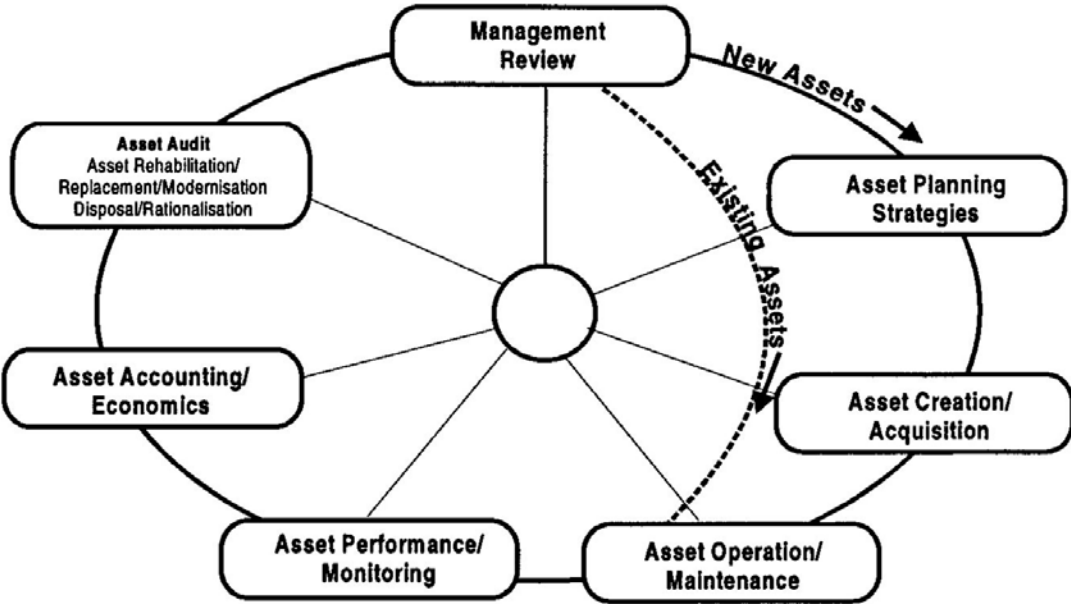 Management
Review
New Assets
Asset Audit
Asset Rehabilitation/
Replacement/Modernisation
Disposal/Rationalisation
Existing Assets
Asset Planning
Strategies
Asset Accounting/
Economics
Asset Creation/
Acquisition
Asset Performance/
Monitoring
Asset Operation/
Maintenance